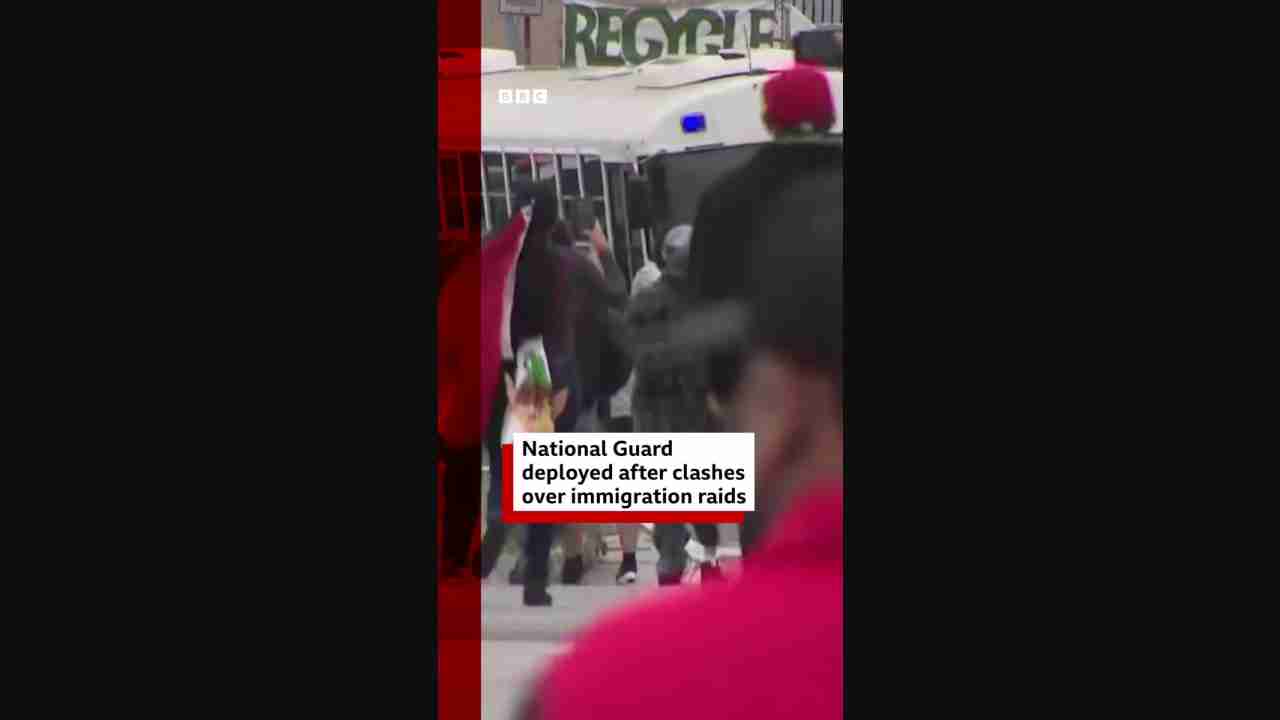 RECYCLE
BBC
National Guard
deployed after clashes
over immigration raids